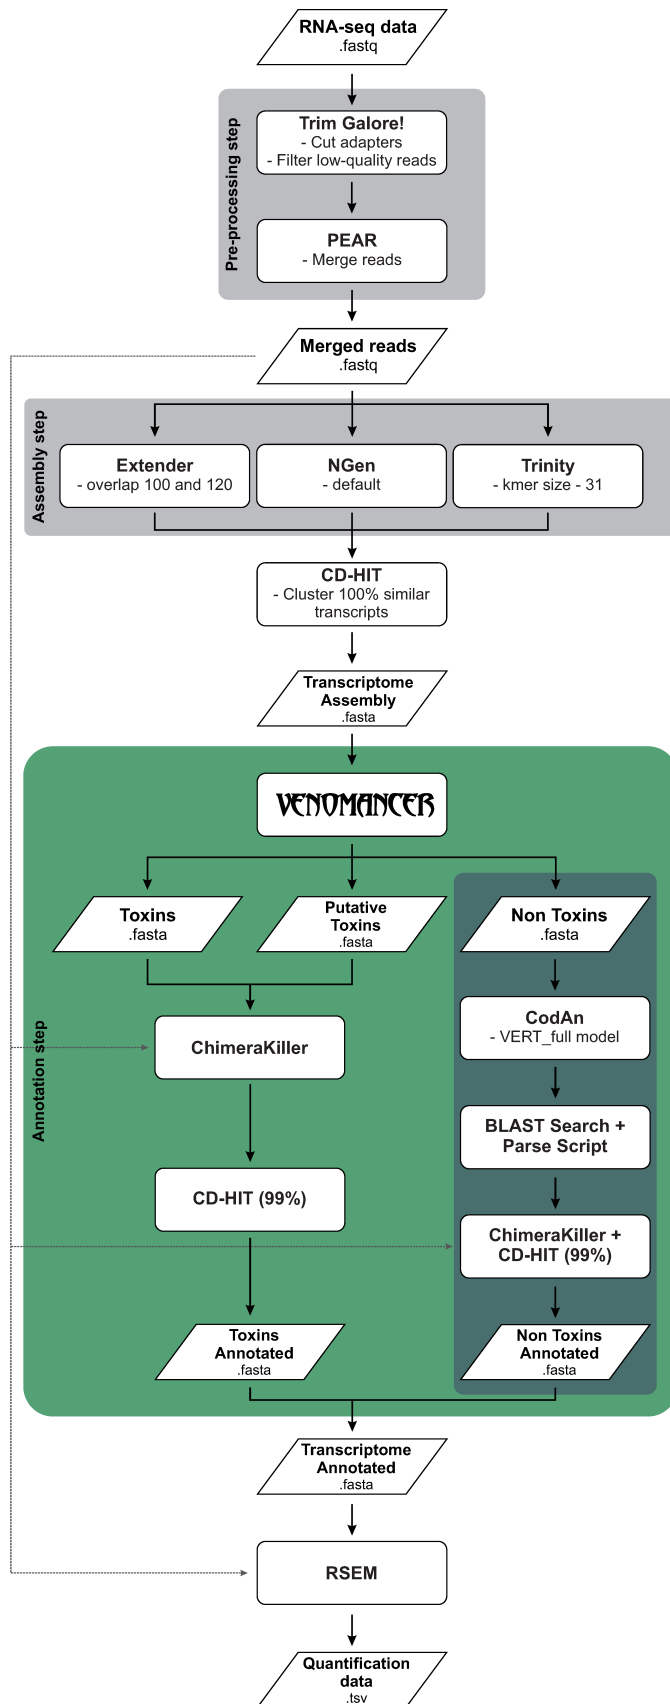 RNA-seq data
.fastq
Pre-processing step
Trim Galore!
- Cut adapters
- Filter low-quality reads
PEAR
- Merge reads
Merged reads
.fastq
Assembly step
Extender
- overlap 100 and 120
NGen
- default
Trinity
- kmer size - 31
CD-HIT
- Cluster 100% similar
transcripts
Transcriptome
Assembly
.fasta
Annotation step
VENOMANCER
Toxins
.fasta
Putative
Toxins
.fasta
Non Toxins
.fasta
ChimeraKiller
CodAn
- VERT_full model
BLAST Search +
Parse Script
CD-HIT (99%)
ChimeraKiller +
CD-HIT (99%)
Toxins
Annotated
.fasta
Non Toxins
Annotated
.fasta
Transcriptome
Annotated
.fasta
RSEM
Quantification
data
.tsv